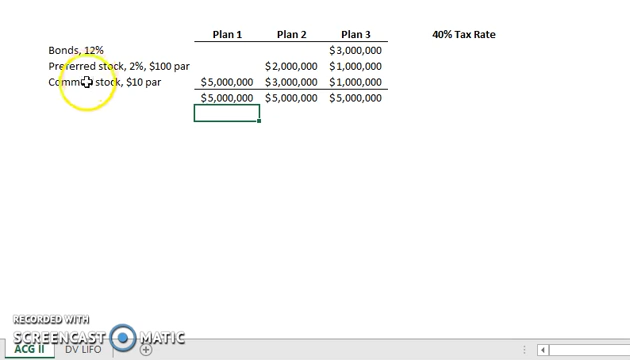 Plan 1 Plan 2 Plan 3 40% Tax Rate
Bonds, 12% $3,000,000
Preferred stock, 2%, $100 par $2,000,000 $1,000,000
stock, $10 par $5,000,000 $3,000,000 $1,000,000
$5,000,000 $5,000,000 $5,000,000
RECORDED WITH
SCREENCAST MATIC
ACG II DV LIFO